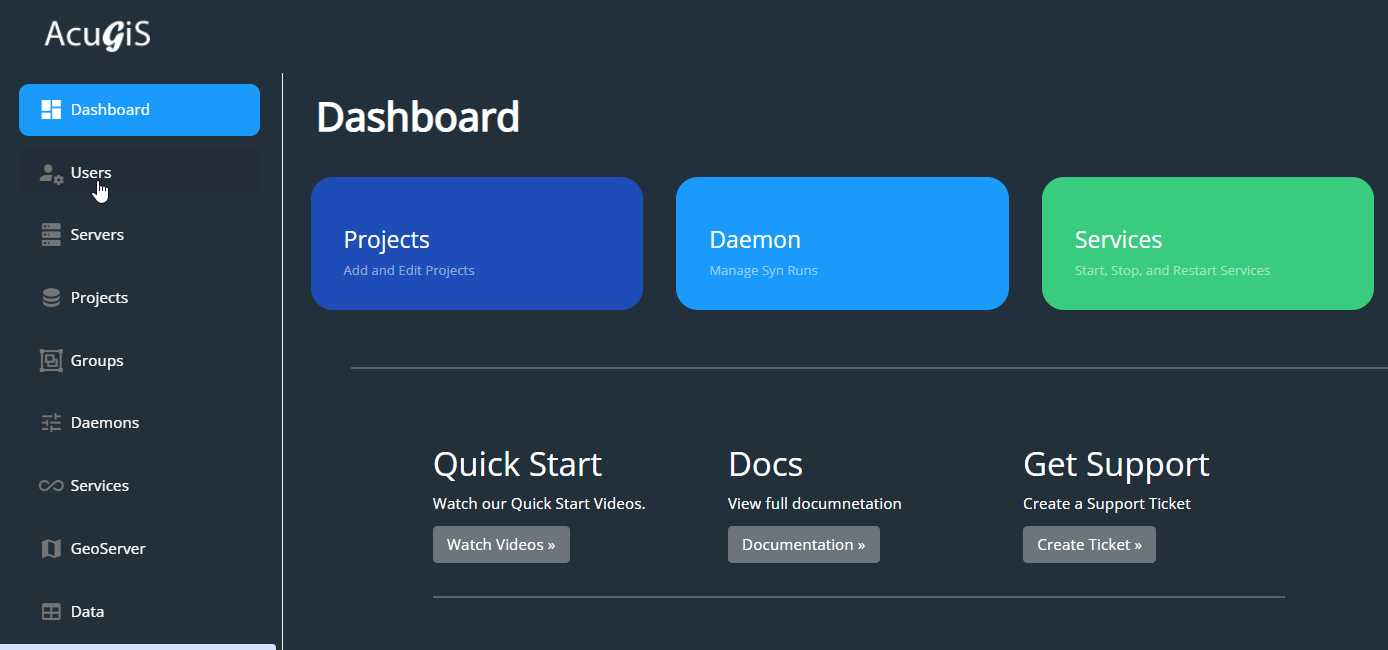 AcuGiS
Dashboard
Users
Servers
Projects
Groups
Daemons
Services
GeoServer
Data
Dashboard
Projects
Add and Edit Projects
Daemon
Manage Syn Runs
Services
Start, Stop, and Restart Services
Quick Start
Watch our Quick Start Videos.
Watch Videos »
Docs
View full documnetation
Documentation »
Get Support
Create a Support Ticket
Create Ticket »